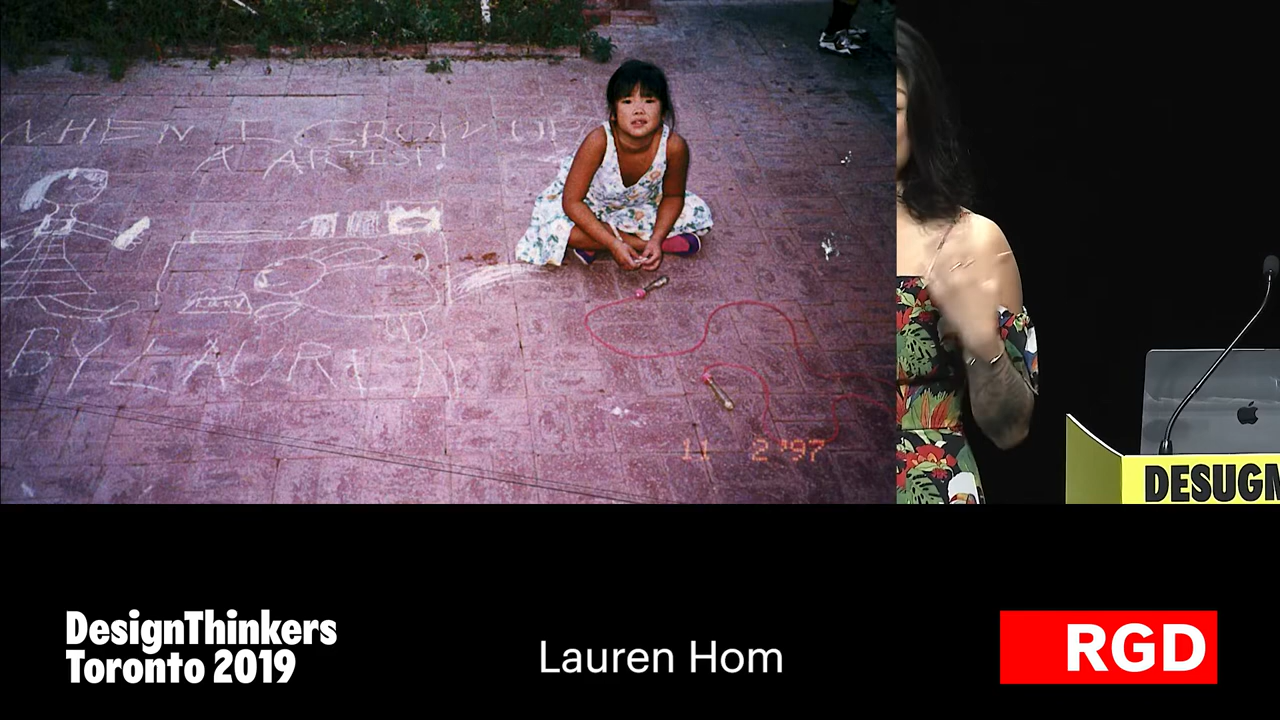 WHEN I GROW UP
A ARTIST!
BY LAUREN
11 2 '97
DESUGN
DesignThinkers
Toronto 2019
Lauren Hom
RGD